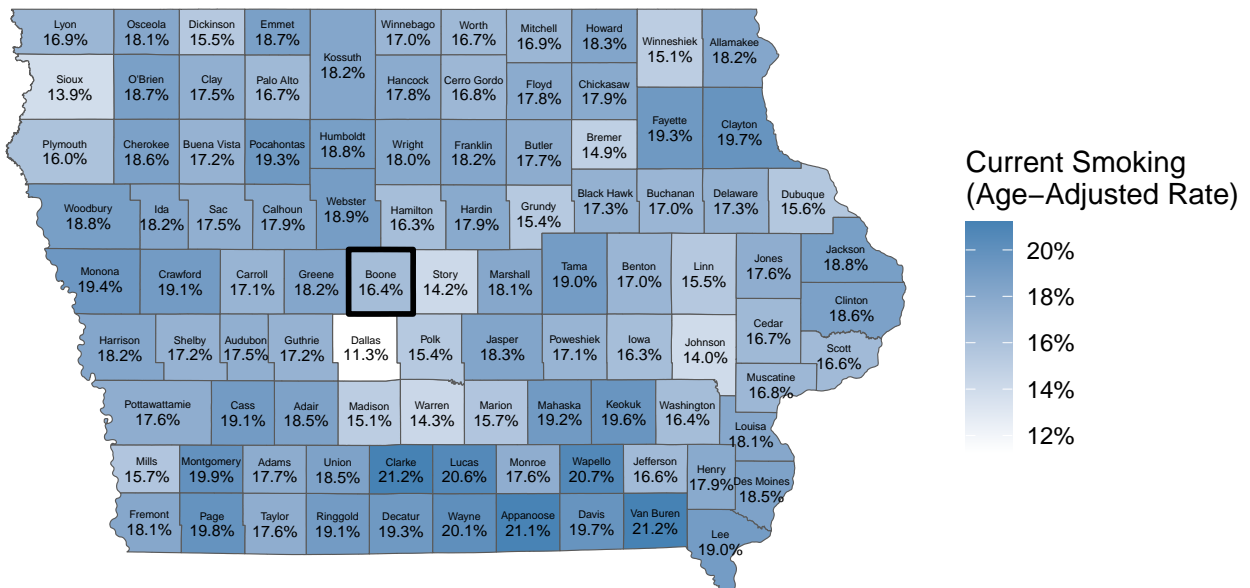 Lyon
16.9%
Osceola
18.1%
Dickinson
15.5%
Emmet
18.7%
Kossuth
18.2%
Winnebago
17.0%
Worth
16.7%
Mitchell
16.9%
Howard
18.3%
Winneshiek
15.1%
Allamakee
18.2%
Sioux
13.9%
O'Brien
18.7%
Clay
17.5%
Palo Alto
16.7%
Hancock
17.8%
Cerro Gordo
16.8%
Floyd
17.8%
Chickasaw
17.9%
Plymouth
16.0%
Cherokee
18.6%
Buena Vista
17.2%
Pocahontas
19.3%
Humboldt
18.8%
Wright
18.0%
Franklin
18.2%
Butler
17.7%
Bremer
14.9%
Fayette
19.3%
Clayton
19.7%
Woodbury
18.8%
Ida
18.2%
Sac
17.5%
Calhoun
17.9%
Webster
18.9%
Hamilton
16.3%
Hardin
17.9%
Grundy
15.4%
Black Hawk
17.3%
Buchanan
17.0%
Delaware
17.3%
Dubuque
15.6%
Monona
19.4%
Crawford
19.1%
Carroll
17.1%
Greene
18.2%
Boone
16.4%
Story
14.2%
Marshall
18.1%
Tama
19.0%
Benton
17.0%
Linn
15.5%
Jones
17.6%
Jackson
18.8%
Clinton
18.6%
Harrison
18.2%
Shelby
17.2%
Audubon
17.5%
Guthrie
17.2%
Dallas
11.3%
Polk
15.4%
Jasper
18.3%
Poweshiek
17.1%
Iowa
16.3%
Johnson
14.0%
Cedar
16.7%
Scott
16.6%
Muscatine
16.8%
Pottawattamie
17.6%
Cass
19.1%
Adair
18.5%
Madison
15.1%
Warren
14.3%
Marion
15.7%
Mahaska
19.2%
Keokuk
19.6%
Washington
16.4%
Louisa
18.1%
Mills
15.7%
Montgomery
19.9%
Adams
17.7%
Union
18.5%
Clarke
21.2%
Lucas
20.6%
Monroe
17.6%
Wapello
20.7%
Jefferson
16.6%
Henry
17.9%
Des Moines
18.5%
Fremont
18.1%
Page
19.8%
Taylor
17.6%
Ringgold
19.1%
Decatur
19.3%
Wayne
20.1%
Appanoose
21.1%
Davis
19.7%
Van Buren
21.2%
Lee
19.0%
Current Smoking
(Age−Adjusted Rate)
20%
18%
16%
14%
12%